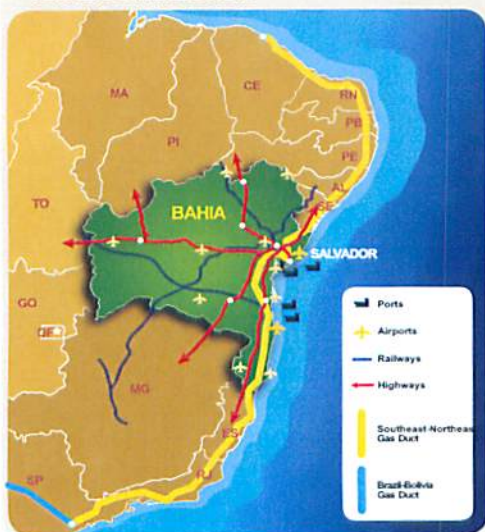 CE
RN
MA
PB
PI
PE
AL
TO
SE
BAHIA
SALVADOR
GO
DF
Ports
Airports
Railways
MG
Highways
ES
Southeast-Northeast
Gas Duct
RJ
SP
Brazil-Bolivia
Gas Duct